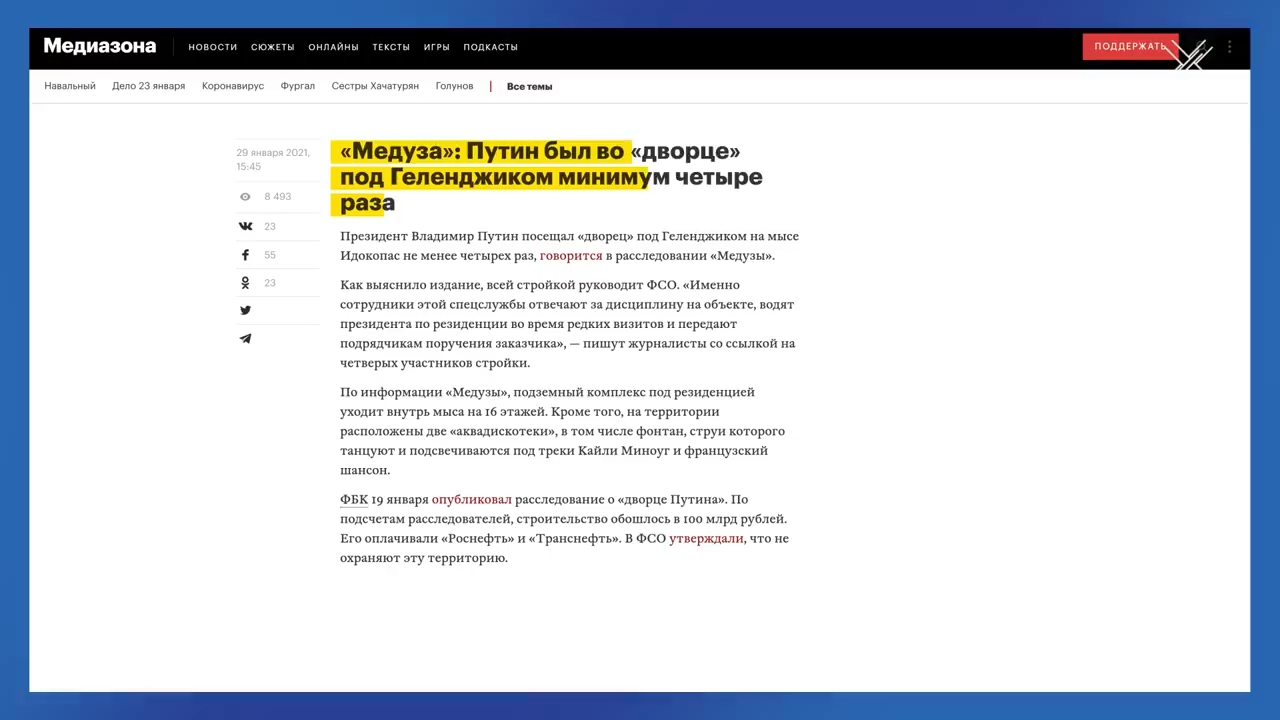 Медиазона
НОВОСТИ СЮЖЕТЫ ОНЛАЙНЫ ТЕКСТЫ ИГРЫ ПОДКАСТЫ
ПОДДЕРЖАТЬ
Навальный Дело 23 января Коронавирус Фургал Сестры Хачатурян Голунов Все темы
29 января 2021,
15:45
8 493
23
55
23
«Медуза»: Путин был во «дворце»
под Геленджиком минимум четыре
раза
Президент Владимир Путин посещал «дворец» под Геленджиком на мысе
Идокопас не менее четырех раз, говорится в расследовании «Медузы».
Как выяснило издание, всей стройкой руководит ФСО. «Именно
сотрудники этой спецслужбы отвечают за дисциплину на объекте, водят
президента по резиденции во время редких визитов и передают
подрядчикам поручения заказчика», — пишут журналисты со ссылкой на
четверых участников стройки.
По информации «Медузы», подземный комплекс под резиденцией
уходит внутрь мыса на 16 этажей. Кроме того, на территории
расположены две «аквадискотеки», в том числе фонтан, струи которого
танцуют и подсвечиваются под треки Кайли Миноуг и французский
шансон.
ФБК 19 января опубликовал расследование о «дворце Путина». По
подсчетам расследователей, строительство обошлось в 100 млрд рублей.
Его оплачивали «Роснефть» и «Транснефть». В ФСО утверждали, что не
охраняют эту территорию.